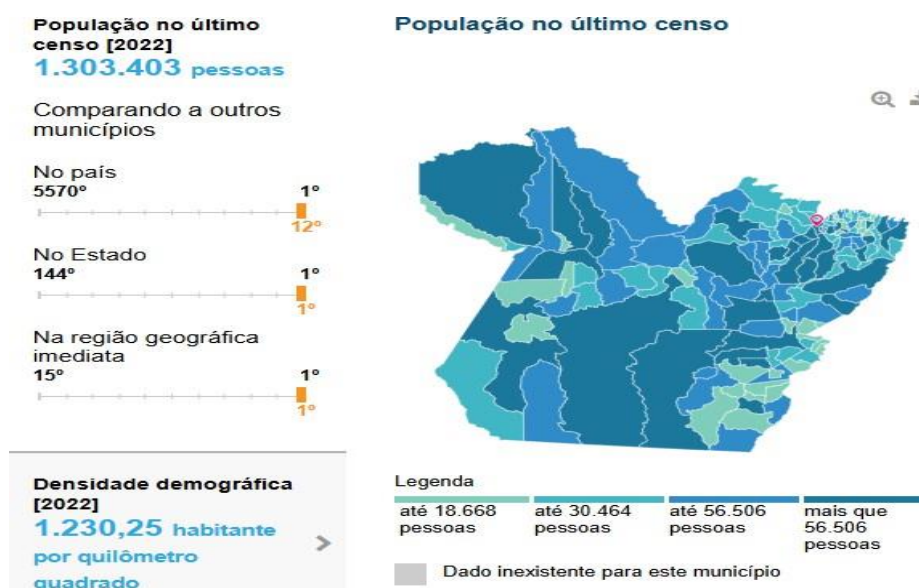 População no último
censo [2022]
1.303.403 pessoas
Comparando a outros
municípios
No país
5570º 1º
12º
No Estado
144º 1º
1º
Na região geográfica
imediata
15º 1º
1º
Densidade demográfica
[2022]
1.230,25 habitante
por quilômetro
quadrado
População no último censo
Legenda
até 18.668
pessoas
até 30.464
pessoas
até 56.506
pessoas
mais que
56.506
pessoas
Dado inexistente para este município